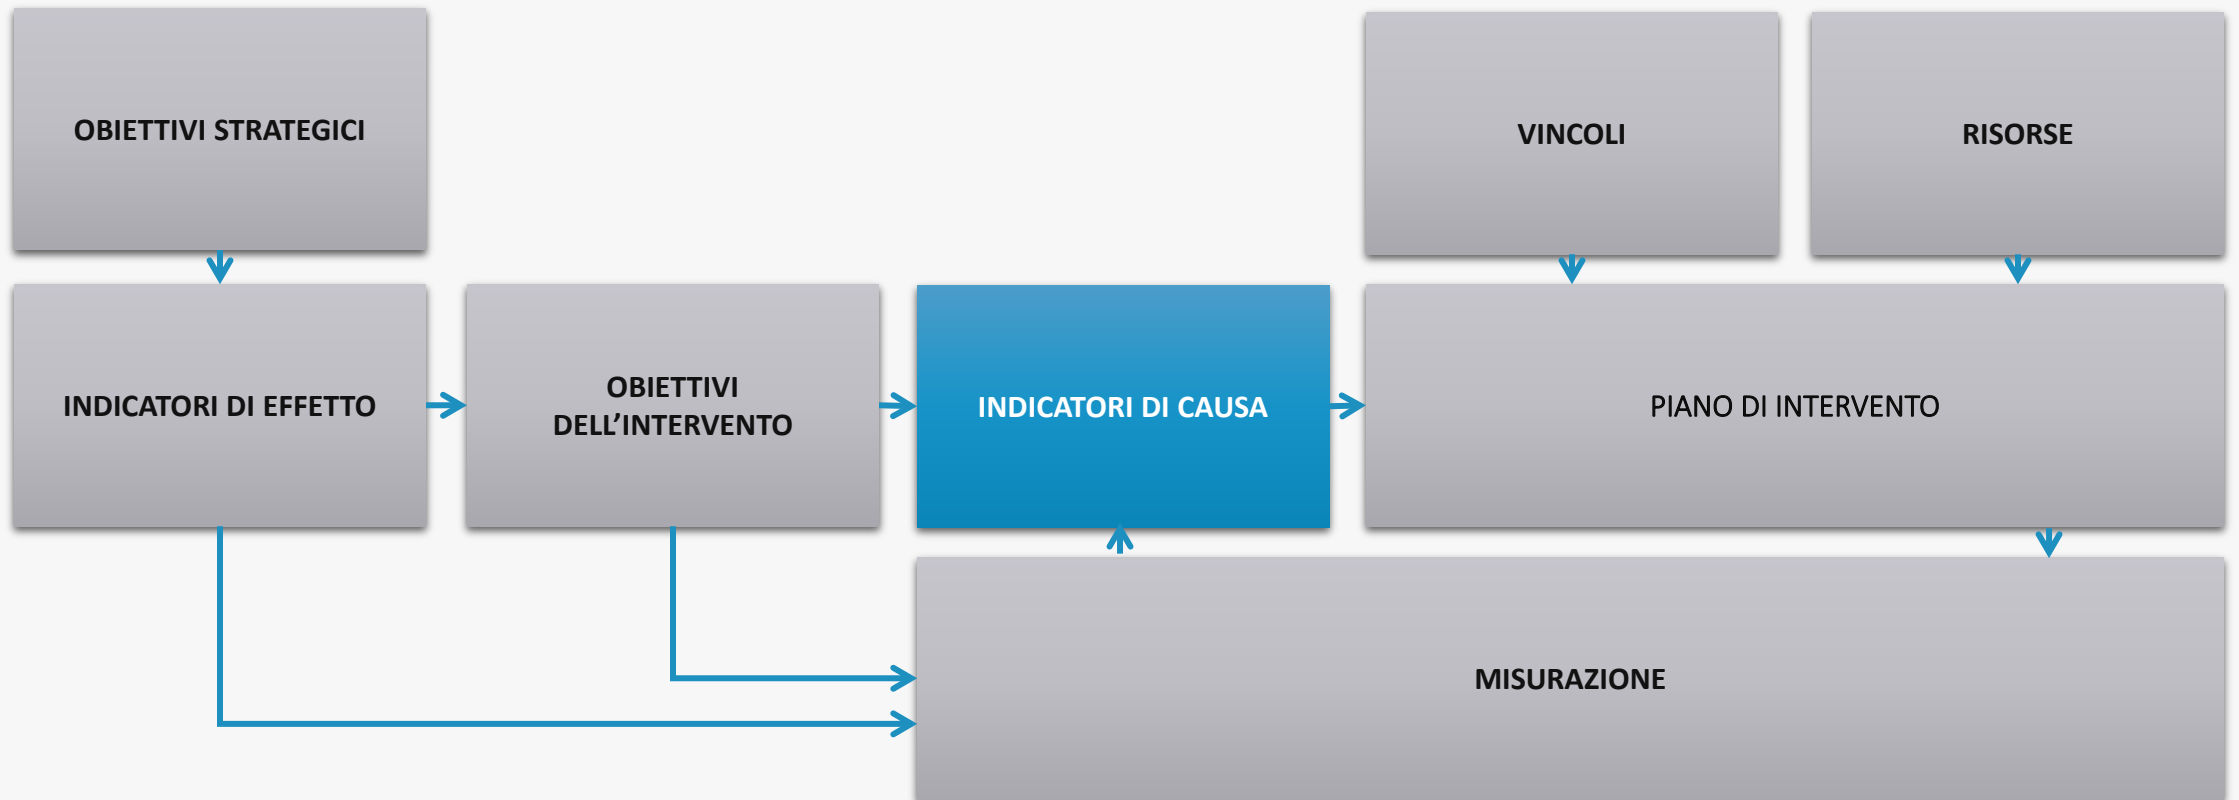 OBIETTIVI STRATEGICI
VINCOLI
RISORSE
INDICATORI DI EFFETTO
OBIETTIVI
DELL’INTERVENTO
INDICATORI DI CAUSA
PIANO DI INTERVENTO
MISURAZIONE